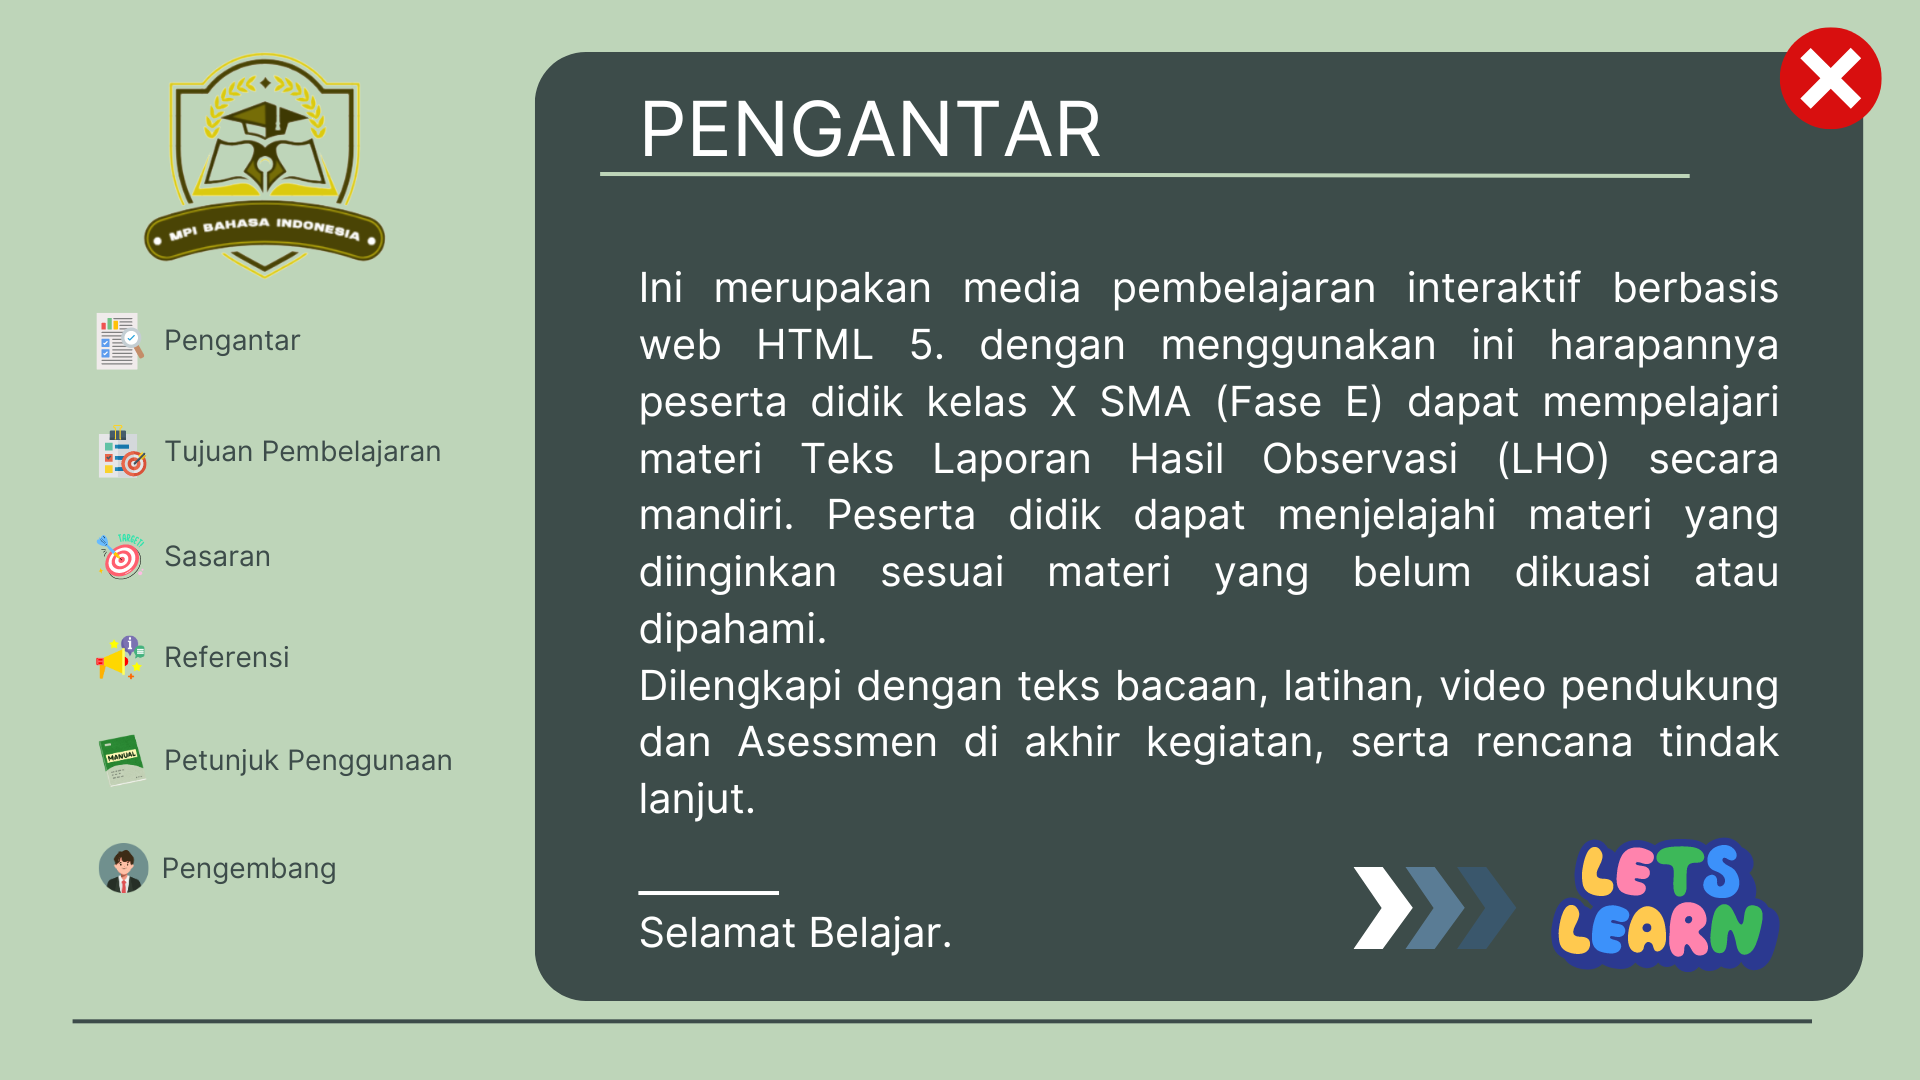 MPI BAHASA INDONESIA
Pengantar
Tujuan Pembelajaran
TARGET!
Sasaran
Referensi
MANUAL
Petunjuk Penggunaan
Pengembang
PENGANTAR
Ini merupakan media pembelajaran interaktif berbasis
web HTML 5. dengan menggunakan ini harapannya
peserta didik kelas X SMA (Fase E) dapat mempelajari
materi Teks Laporan Hasil Observasi (LHO) secara
mandiri. Peserta didik dapat menjelajahi materi yang
diinginkan sesuai materi yang belum dikuasi atau
dipahami.
Dilengkapi dengan teks bacaan, latihan, video pendukung
dan Asessmen di akhir kegiatan, serta rencana tindak
lanjut.
Selamat Belajar.
LETS
LEARN